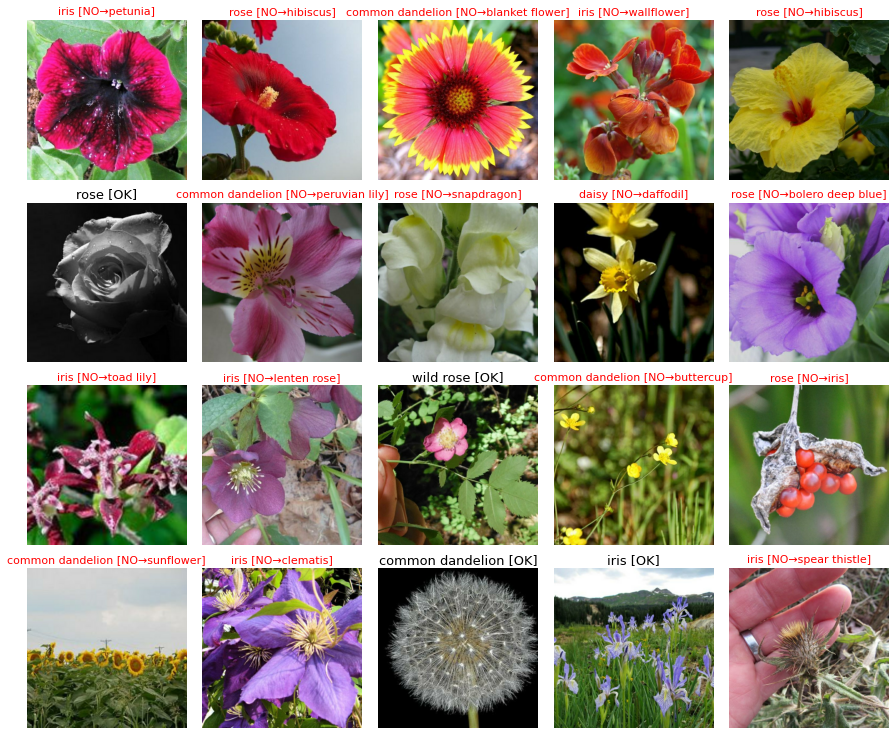 iris [NO→petunia]
rose [NO→hibiscus]
common dandelion [NO→blanket flower]
iris [NO→wallflower]
rose [NO→hibiscus]
rose [OK]
common dandelion [NO→peruvian lily]
rose [NO→snapdragon]
daisy [NO→daffodil]
rose [NO→bolero deep blue]
iris [NO→toad lily]
iris [NO→lenten rose]
wild rose [OK]
common dandelion [NO→buttercup]
rose [NO→iris]
common dandelion [NO→sunflower]
iris [NO→clematis]
common dandelion [OK]
iris [OK]
iris [NO→spear thistle]